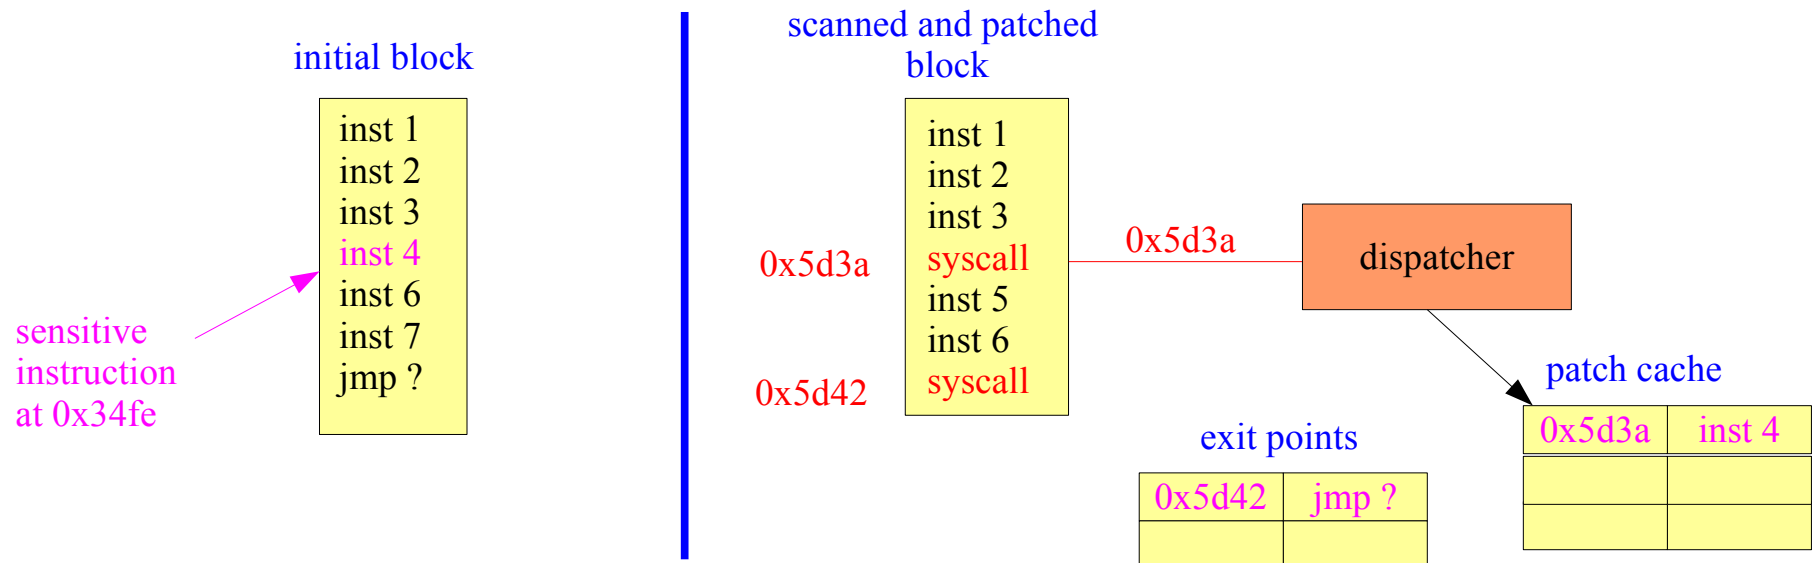 initial block
inst 1
inst 2
inst 3
inst 4
inst 6
inst 7
jmp ?
sensitive
instruction
at 0x34fe
scanned and patched
block
inst 1
inst 2
inst 3
syscall
inst 5
inst 6
syscall
0x5d3a
0x5d42
0x5d3a
dispatcher
exit points
0x5d42 jmp ?
patch cache
0x5d3a inst 4